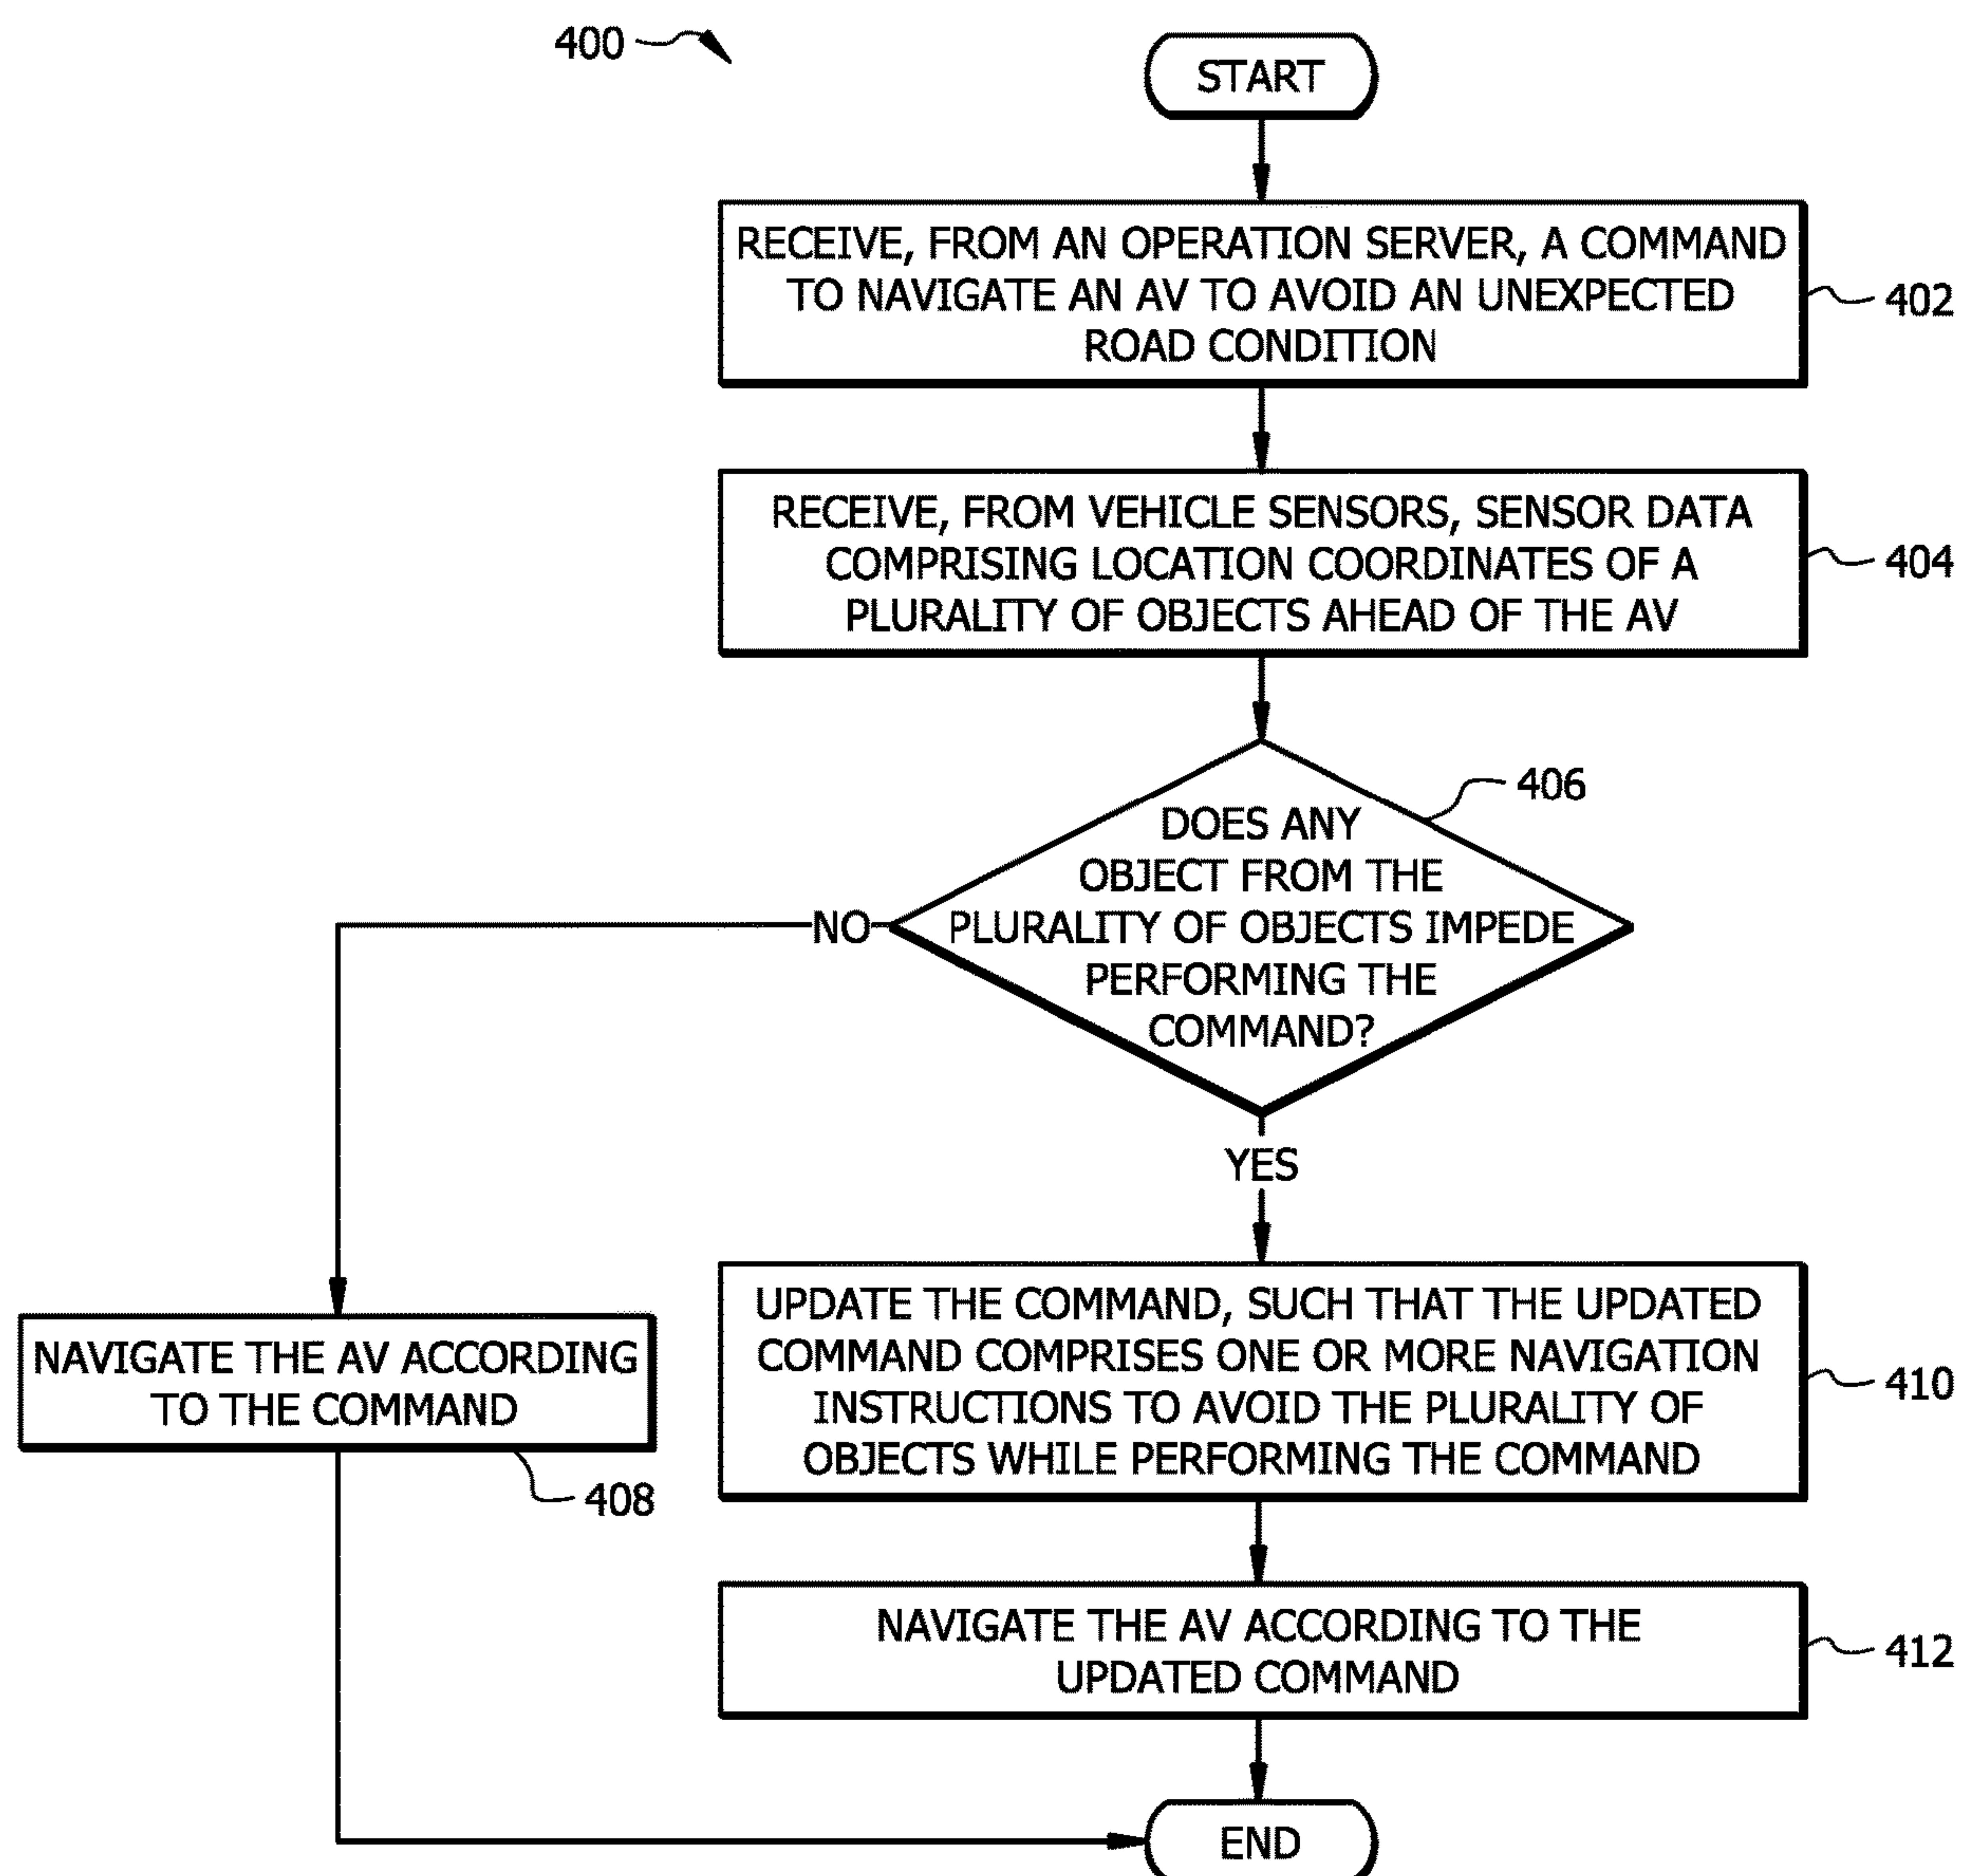 400
START
RECEIVE, FROM AN OPERATION SERVER, A COMMAND
TO NAVIGATE AN AV TO AVOID AN UNEXPECTED
ROAD CONDITION
402
RECEIVE, FROM VEHICLE SENSORS, SENSOR DATA
COMPRISING LOCATION COORDINATES OF A
PLURALITY OF OBJECTS AHEAD OF THE AV
404
406
DOES ANY
OBJECT FROM THE
PLURALITY OF OBJECTS IMPEDE
PERFORMING THE
COMMAND?
NO
YES
NAVIGATE THE AV ACCORDING
TO THE COMMAND
408
UPDATE THE COMMAND, SUCH THAT THE UPDATED
COMMAND COMPRISES ONE OR MORE NAVIGATION
INSTRUCTIONS TO AVOID THE PLURALITY OF
OBJECTS WHILE PERFORMING THE COMMAND
410
NAVIGATE THE AV ACCORDING TO THE
UPDATED COMMAND
412
END